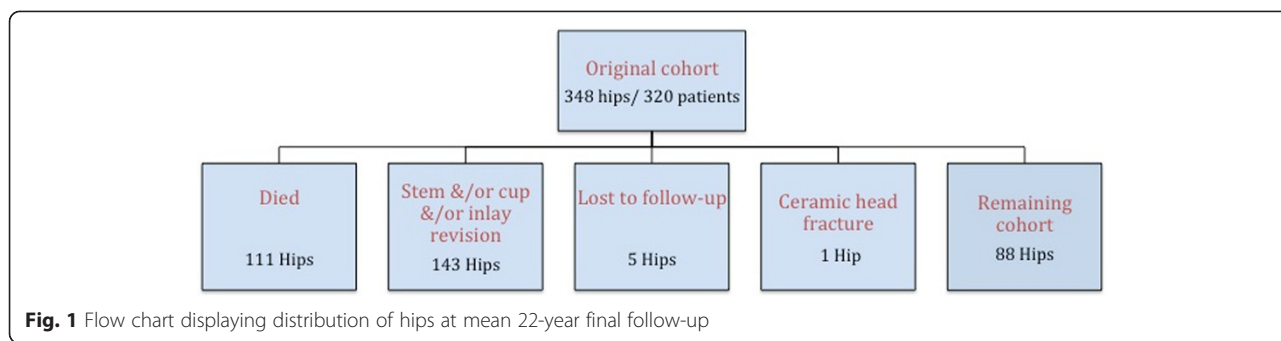 Original cohort
348 hips/ 320 patients
Died
111 Hips
Stem &/or cup
&/or inlay
revision
143 Hips
Lost to follow-up
5 Hips
Ceramic head
fracture
1 Hip
Remaining
cohort
88 Hips
Fig. 1 Flow chart displaying distribution of hips at mean 22-year final follow-up